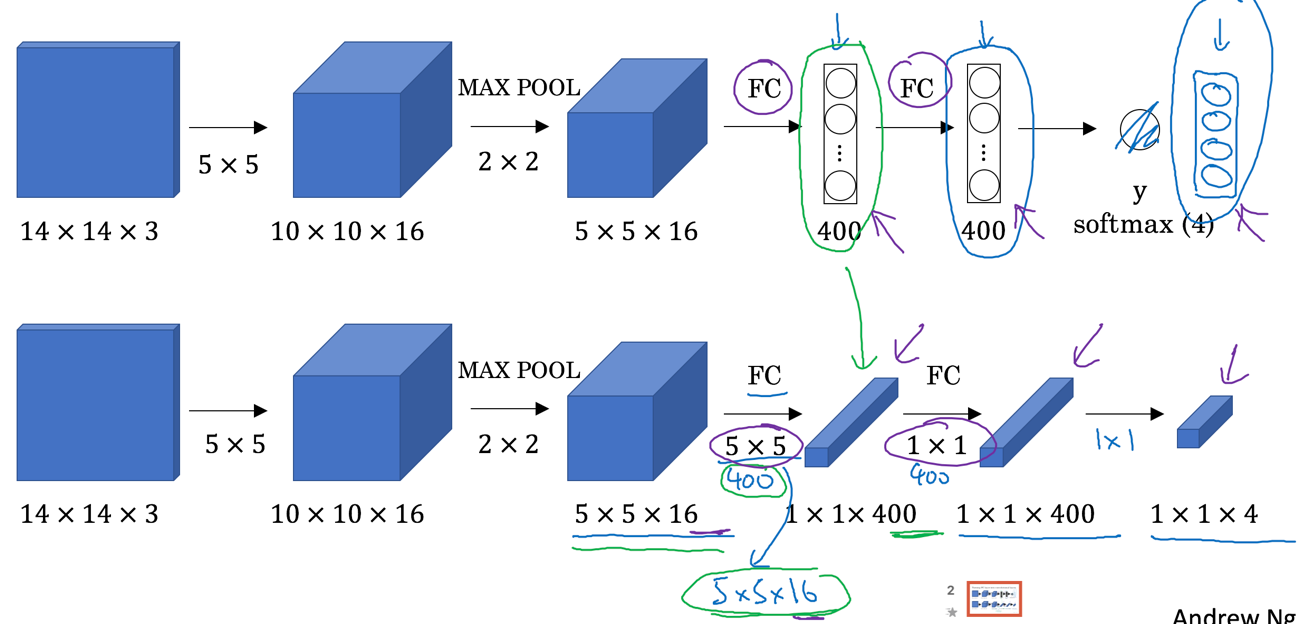 MAX POOL FC FC
5 × 5 2 × 2
⋮ ⋮
y
14 × 14 × 3 10 × 10 × 16 5 × 5 × 16 400 400 softmax (4)
MAX POOL FC FC
5 × 5 2 × 2 5 × 5 1 × 1 1×1
400 400
14 × 14 × 3 10 × 10 × 16 5 × 5 × 16 1 × 1 × 400 1 × 1 × 400 1 × 1 × 4
5×5×16
2
Andrew Ng